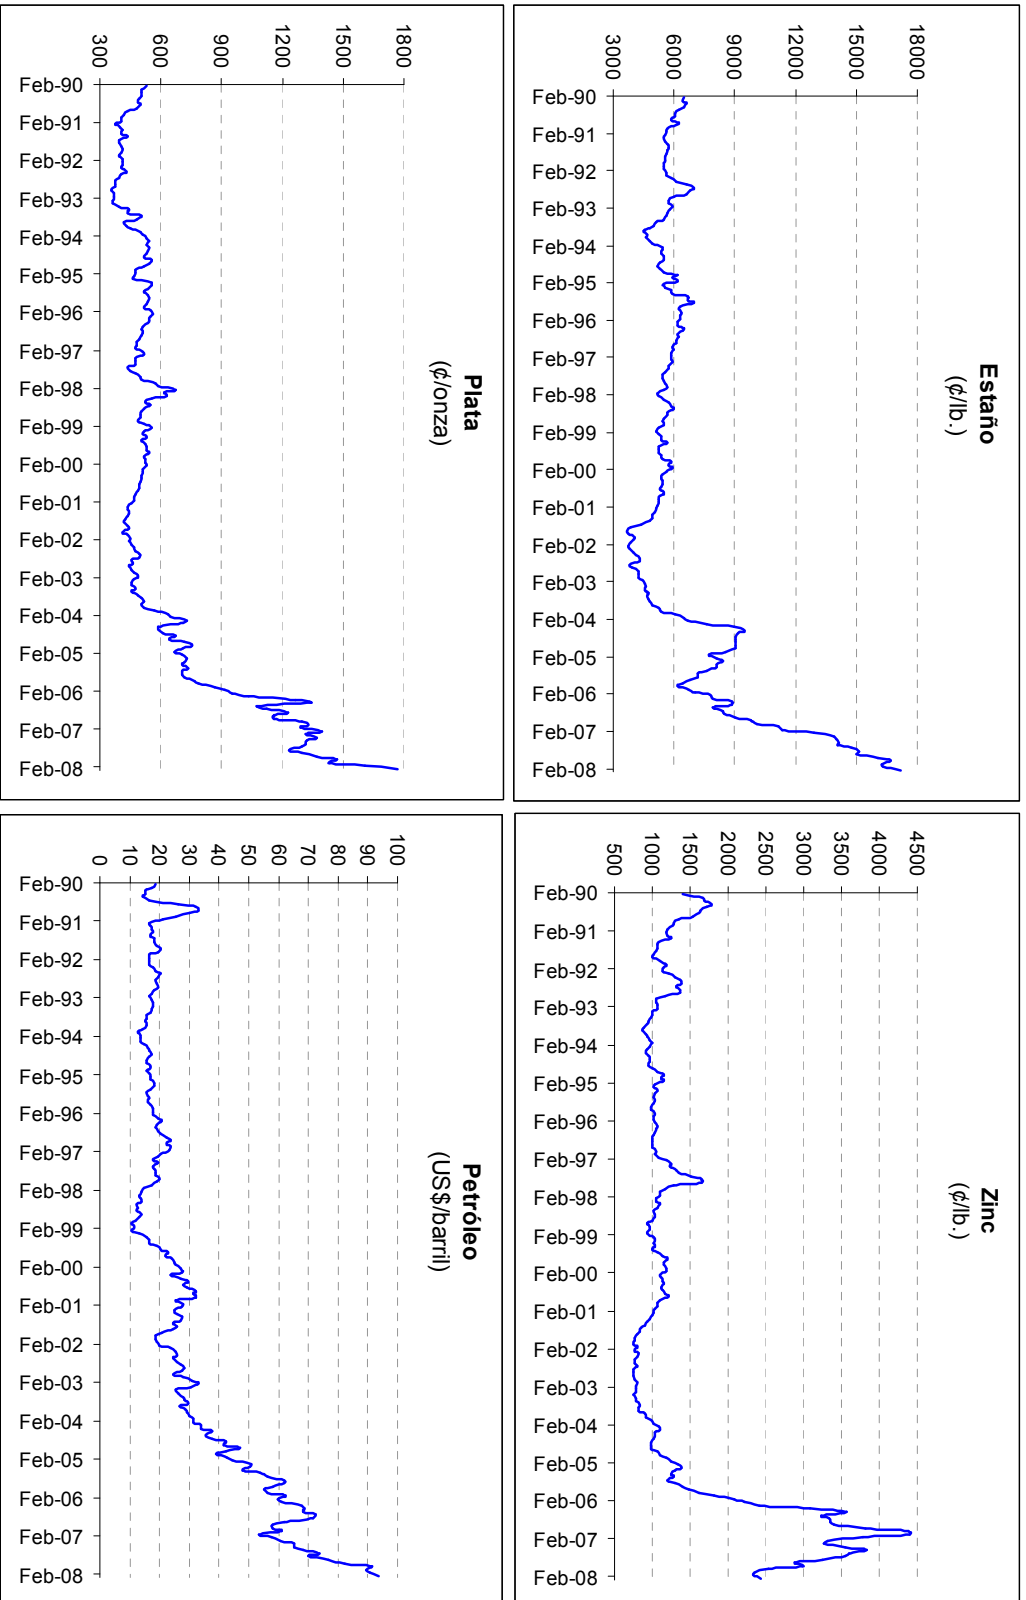 Estaño
(¢/lb.)
18000
15000
12000
9000
6000
3000
Feb-90
Feb-91
Feb-92
Feb-93
Feb-94
Feb-95
Feb-96
Feb-97
Feb-98
Feb-99
Feb-00
Feb-01
Feb-02
Feb-03
Feb-04
Feb-05
Feb-06
Feb-07
Feb-08
Zinc
(¢/lb.)
4500
4000
3500
3000
2500
2000
1500
1000
500
Feb-90
Feb-91
Feb-92
Feb-93
Feb-94
Feb-95
Feb-96
Feb-97
Feb-98
Feb-99
Feb-00
Feb-01
Feb-02
Feb-03
Feb-04
Feb-05
Feb-06
Feb-07
Feb-08
Plata
(¢/onza)
1800
1500
1200
900
600
300
Feb-90
Feb-91
Feb-92
Feb-93
Feb-94
Feb-95
Feb-96
Feb-97
Feb-98
Feb-99
Feb-00
Feb-01
Feb-02
Feb-03
Feb-04
Feb-05
Feb-06
Feb-07
Feb-08
Petróleo
(US$/barril)
100
90
80
70
60
50
40
30
20
10
0
Feb-90
Feb-91
Feb-92
Feb-93
Feb-94
Feb-95
Feb-96
Feb-97
Feb-98
Feb-99
Feb-00
Feb-01
Feb-02
Feb-03
Feb-04
Feb-05
Feb-06
Feb-07
Feb-08